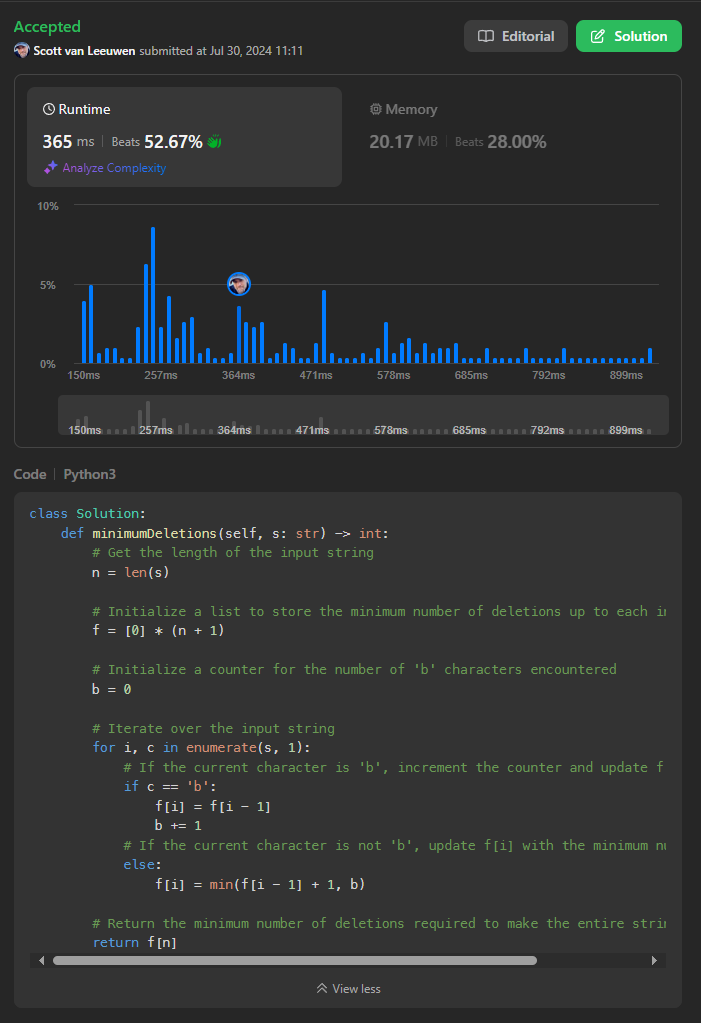 Accepted
Scott van Leeuwen submitted at Jul 30, 2024 11:11
Editorial
Solution
Runtime
365 ms | Beats 52.67%
Analyze Complexity
Memory
20.17 MB | Beats 28.00%
10%
5%
0%
150ms 257ms 364ms 471ms 578ms 685ms 792ms 899ms
150ms 257ms 364ms 471ms 578ms 685ms 792ms 899ms
Code | Python3
class Solution:
    def minimumDeletions(self, s: str) -> int:
        # Get the length of the input string
        n = len(s)

        # Initialize a list to store the minimum number of deletions up to each
        f = [0] * (n + 1)

        # Initialize a counter for the number of 'b' characters encountered
        b = 0

        # Iterate over the input string
        for i, c in enumerate(s, 1):
            # If the current character is 'b', increment the counter and update f
            if c == 'b':
                f[i] = f[i - 1]
                b += 1
            # If the current character is not 'b', update f[i] with the minimum
            else:
                f[i] = min(f[i - 1] + 1, b)

        # Return the minimum number of deletions required to make the entire
        return f[n]
View less